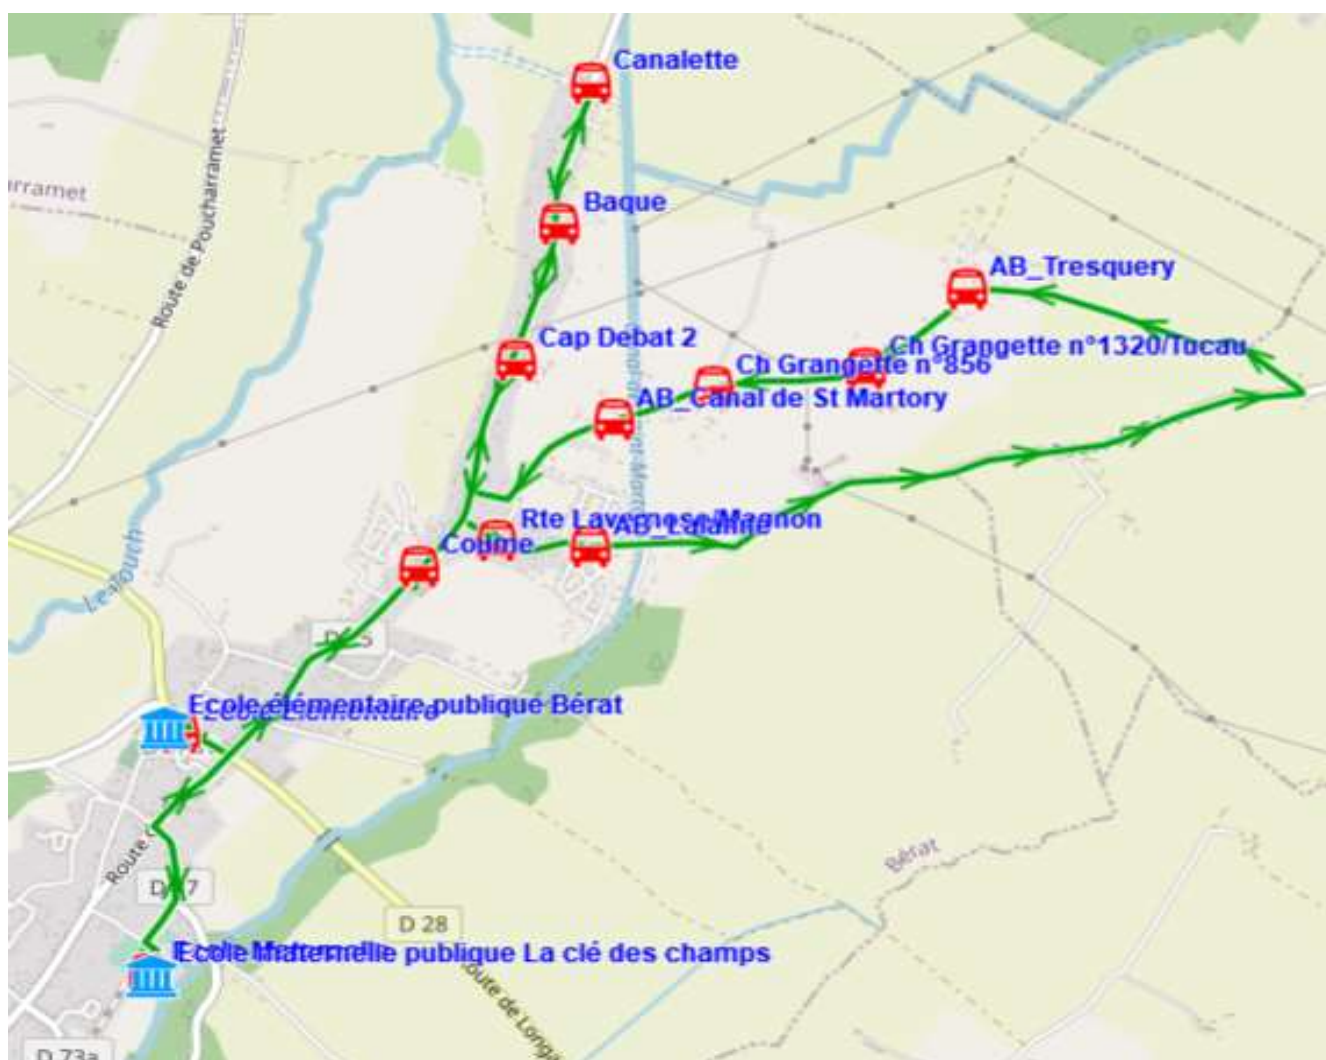 Canalette
Route de Poucharramet
arramet
Baque
AB_Tresquery
Cap Debat 2
Ch Grangette n°1320/Tucau
Ch Grangette n°856
AB_Canal de St Martory
Rte Lavernose/Magnon
Coume
Ecole élémentaire publique Bérat
Bérat
Route
D 28
Ecole maternelle publique La clé des champs
D 73a